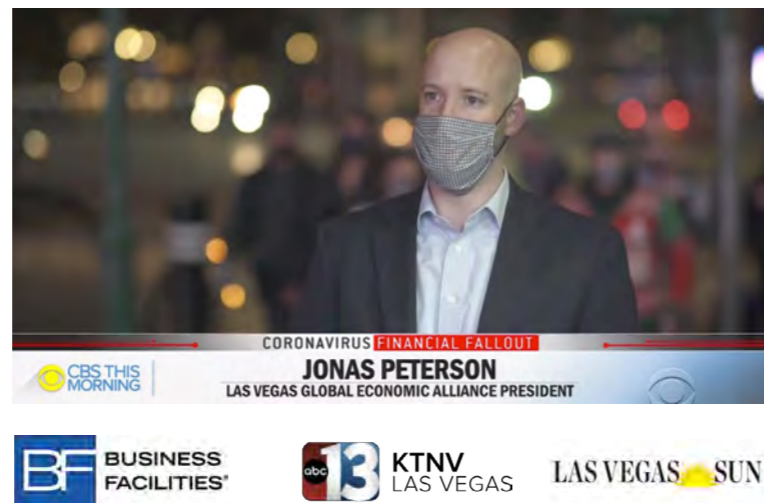 CORONAVIRUS FINANCIAL FALLOUT
CBS THIS
MORNING
JONAS PETERSON
LAS VEGAS GLOBAL ECONOMIC ALLIANCE PRESIDENT
BF BUSINESS
FACILITIES®
abc 13 KTNV
LAS VEGAS
LAS VEGAS SUN